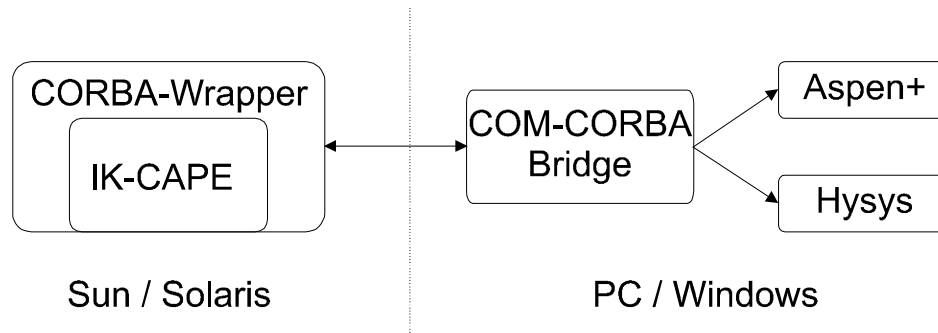 CORBA-Wrapper
IK-CAPE
COM-CORBA
Bridge
Aspen+
Hysys
Sun / Solaris
PC / Windows